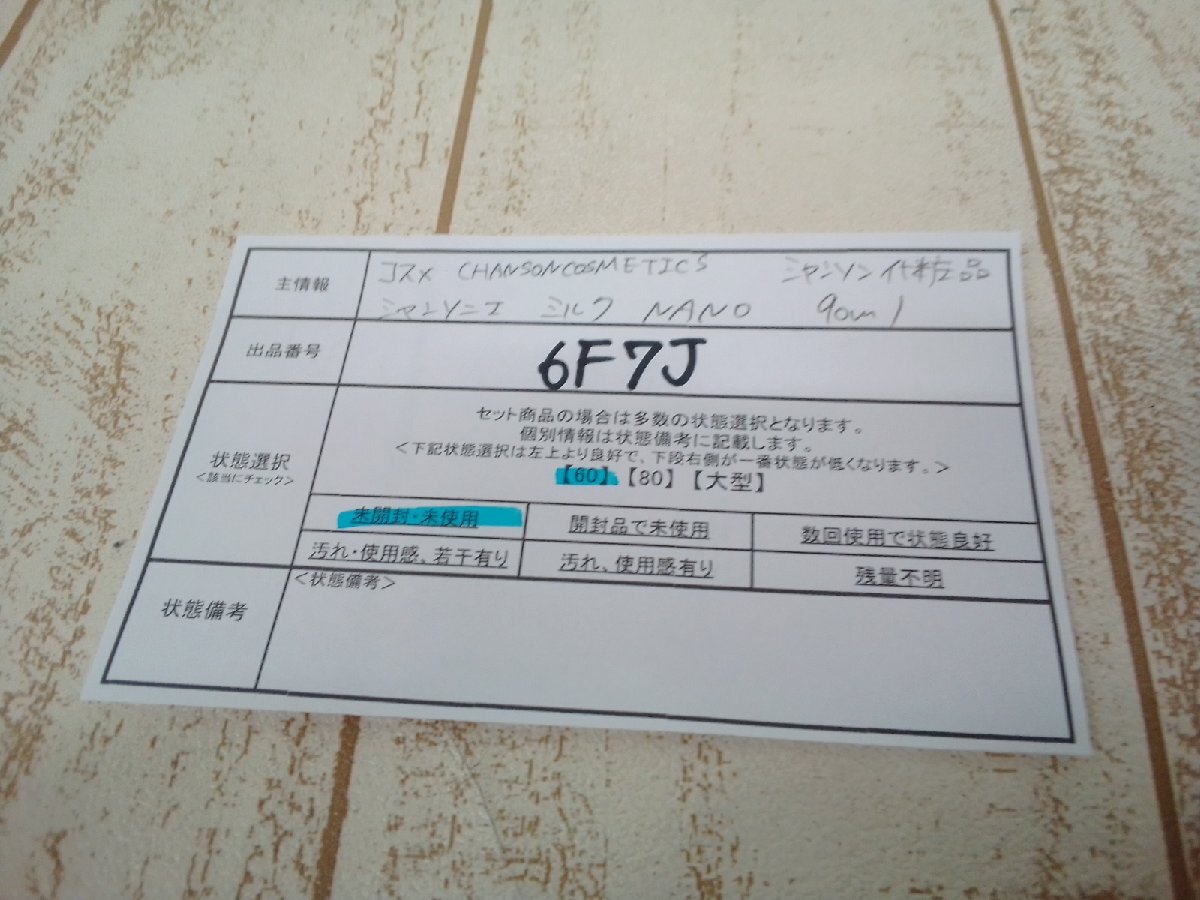 主情報
コスメ CHANSONCOSMETICS シャンソン化粧品
シャンソニエ ミルク NANO 90ml
出品番号
6F7J
状態選択
<該当にチェック>
セット商品の場合は多数の状態選択となります。
個別情報は状態備考に記載します。
<下記状態選択は左上より良好で、下段右側が一番状態が低くなります。>
【60】【80】【大型】
未開封・未使用 開封品で未使用 数回使用で状態良好
汚れ・使用感、若干有り 汚れ、使用感有り 残量不明
状態備考
<状態備考>